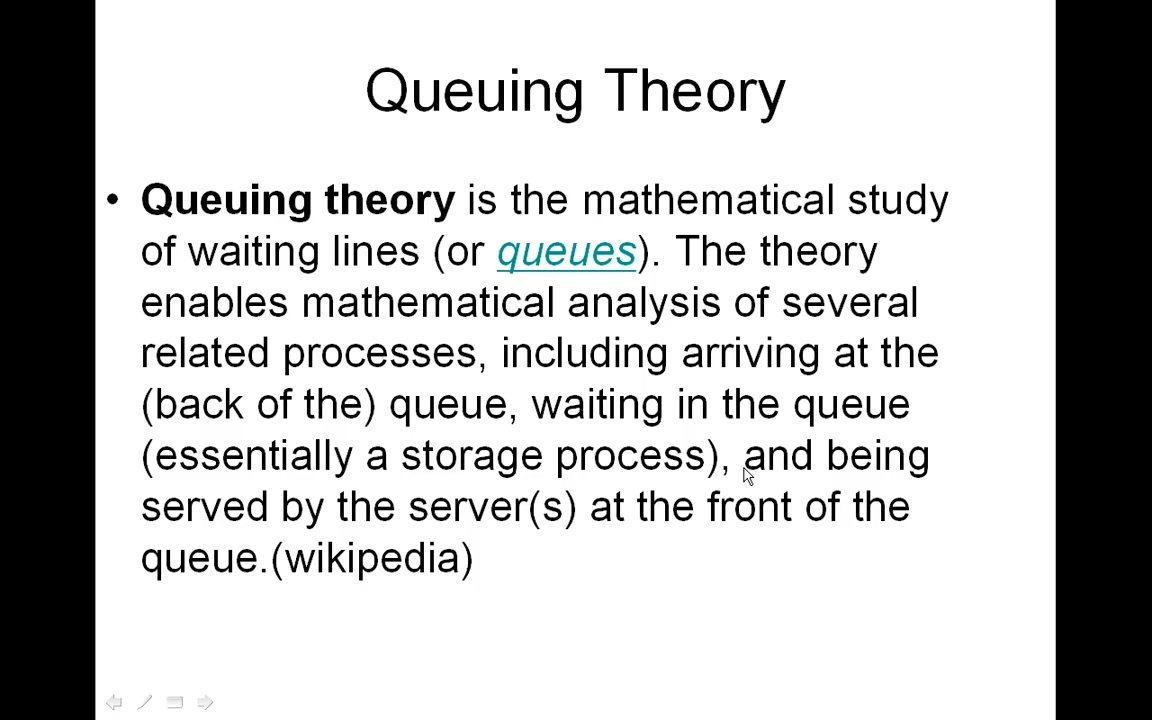 Queuing Theory
• Queuing theory is the mathematical study
of waiting lines (or queues). The theory
enables mathematical analysis of several
related processes, including arriving at the
(back of the) queue, waiting in the queue
(essentially a storage process), and being
served by the server(s) at the front of the
queue.(wikipedia)